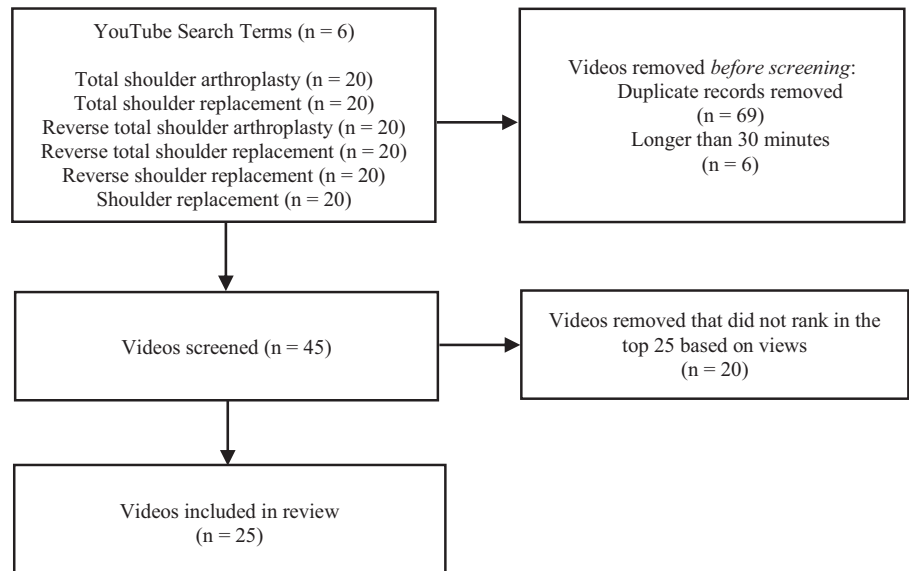 YouTube Search Terms (n = 6)
Total shoulder arthroplasty (n = 20)
Total shoulder replacement (n = 20)
Reverse total shoulder arthroplasty (n = 20)
Reverse total shoulder replacement (n = 20)
Reverse shoulder replacement (n = 20)
Shoulder replacement (n = 20)
Videos removed before screening:
Duplicate records removed
(n = 69)
Longer than 30 minutes
(n = 6)
Videos screened (n = 45)
Videos removed that did not rank in the
top 25 based on views
(n = 20)
Videos included in review
(n = 25)